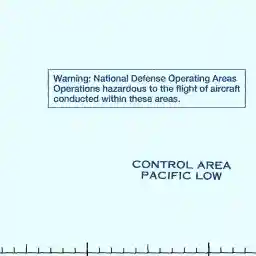 Warning: National Defense Operating Areas
Operations hazardous to the flight of aircraft
conducted within these areas.
CONTROL AREA
PACIFIC LOW